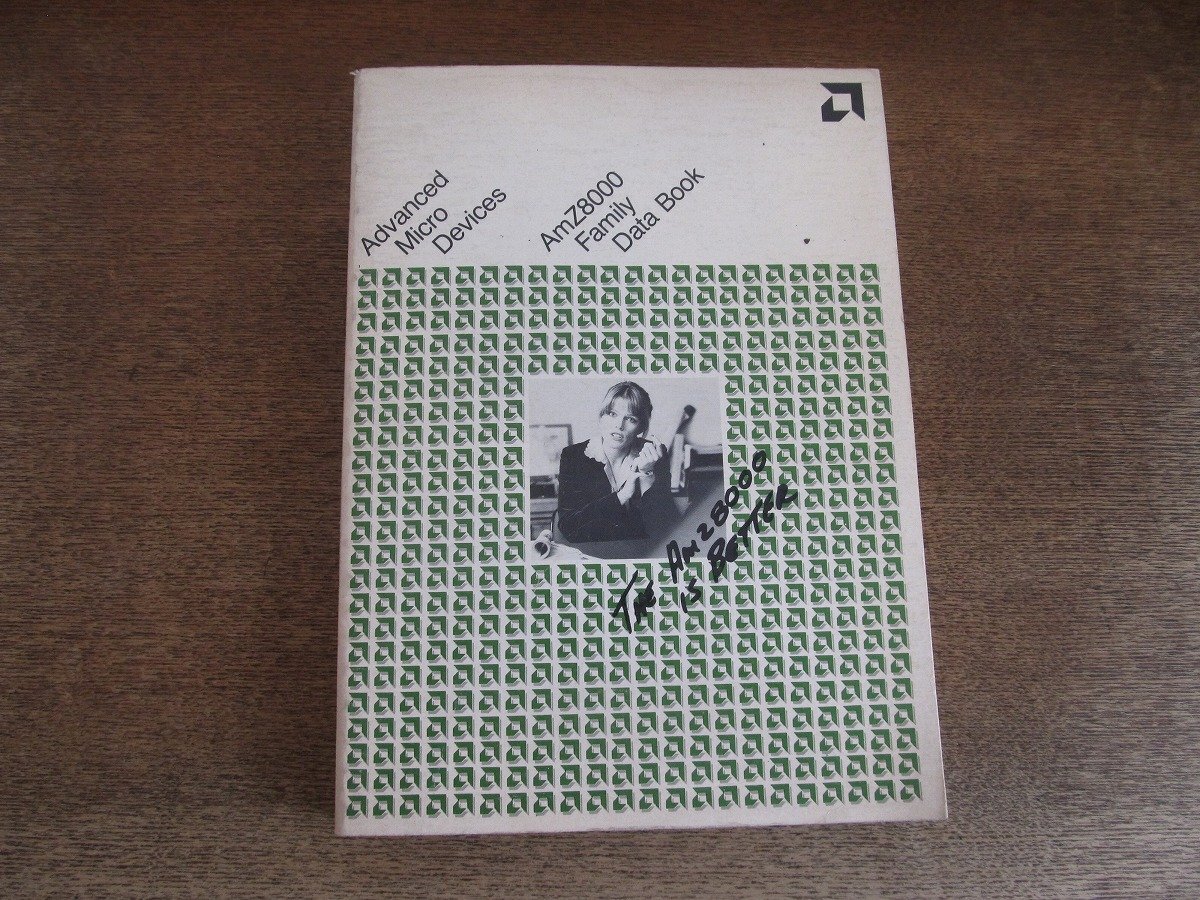 Advanced
Micro
Devices
AmZ8000
Family
Data Book
THE AMZ8000
IS BETTER